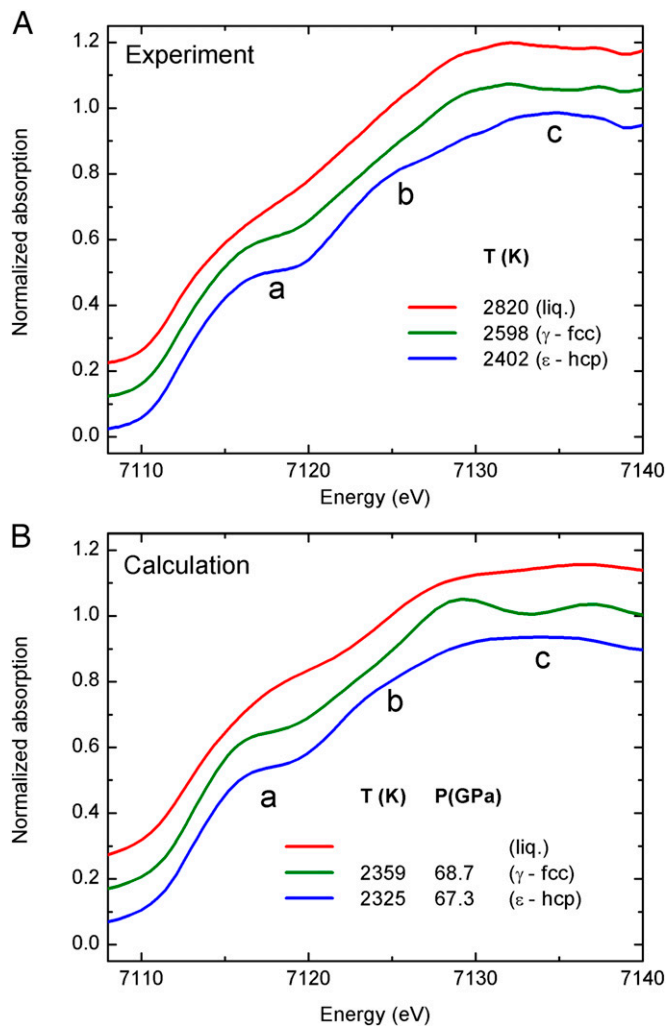 A
Experiment
Normalized absorption
1.2
1.0
0.8
0.6
0.4
0.2
0.0
a
b
c
T (K)
2820 (liq.)
2598 (γ - fcc)
2402 (ε - hcp)
7110 7120 7130 7140
Energy (eV)
B
Calculation
Normalized absorption
1.2
1.0
0.8
0.6
0.4
0.2
0.0
a
b
c
T (K) P(GPa)
(liq.)
2359 68.7 (γ - fcc)
2325 67.3 (ε - hcp)
7110 7120 7130 7140
Energy (eV)